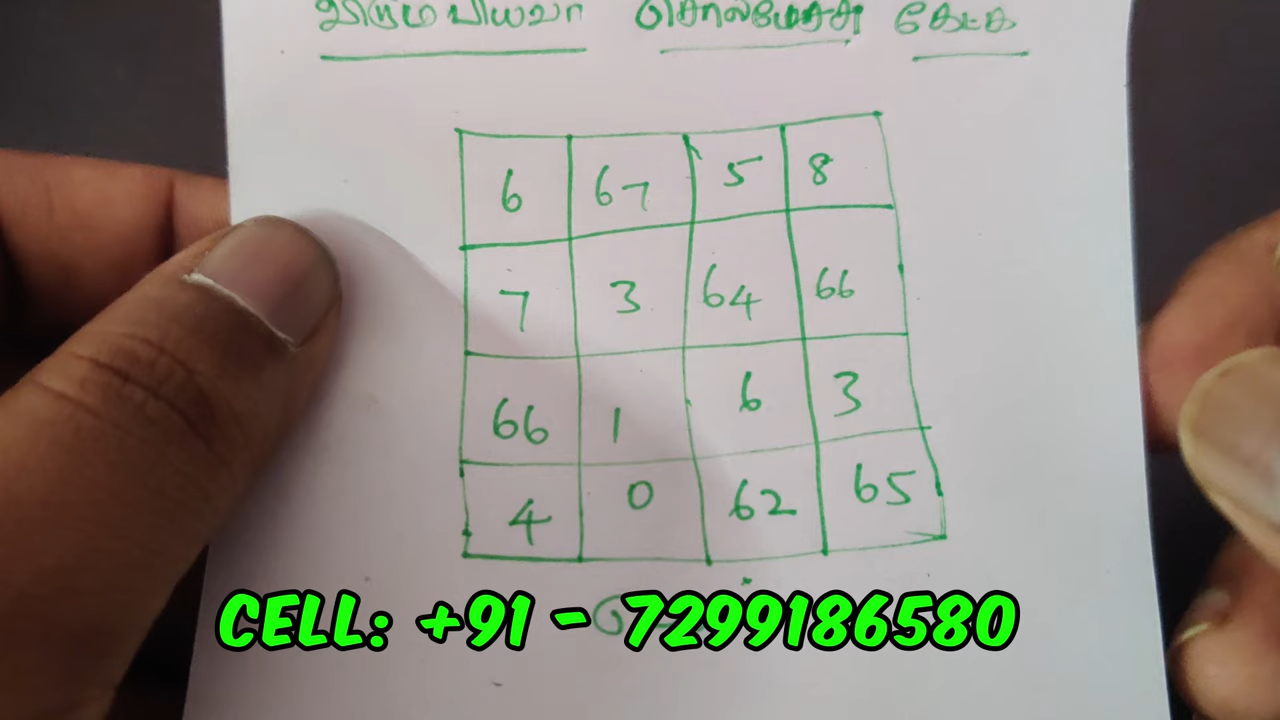 விரும்பியவர் சொல்பேச்சு கேட்க
6 67 5 8
7 3 64 66
66 1 6 3
4 0 62 65
CELL: +91 - 7299186580